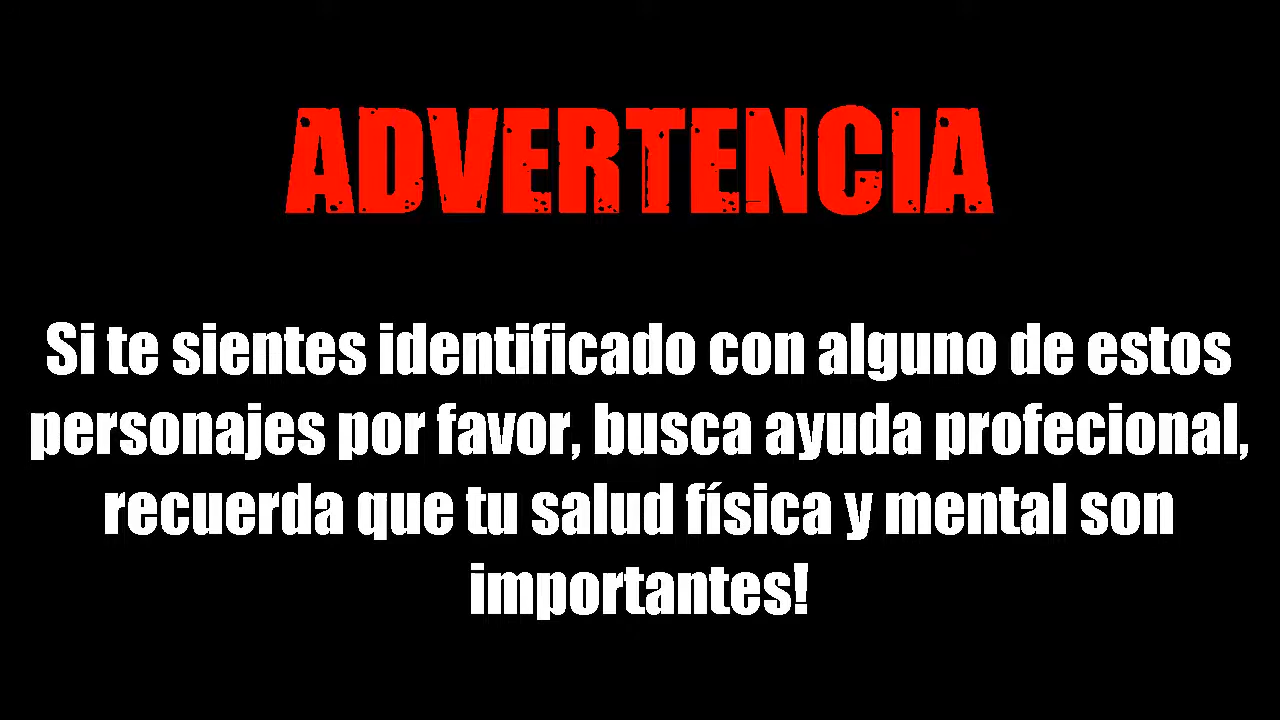 ADVERTENCIA
Si te sientes identificado con alguno de estos
personajes por favor, busca ayuda profecional,
recuerda que tu salud física y mental son
importantes!